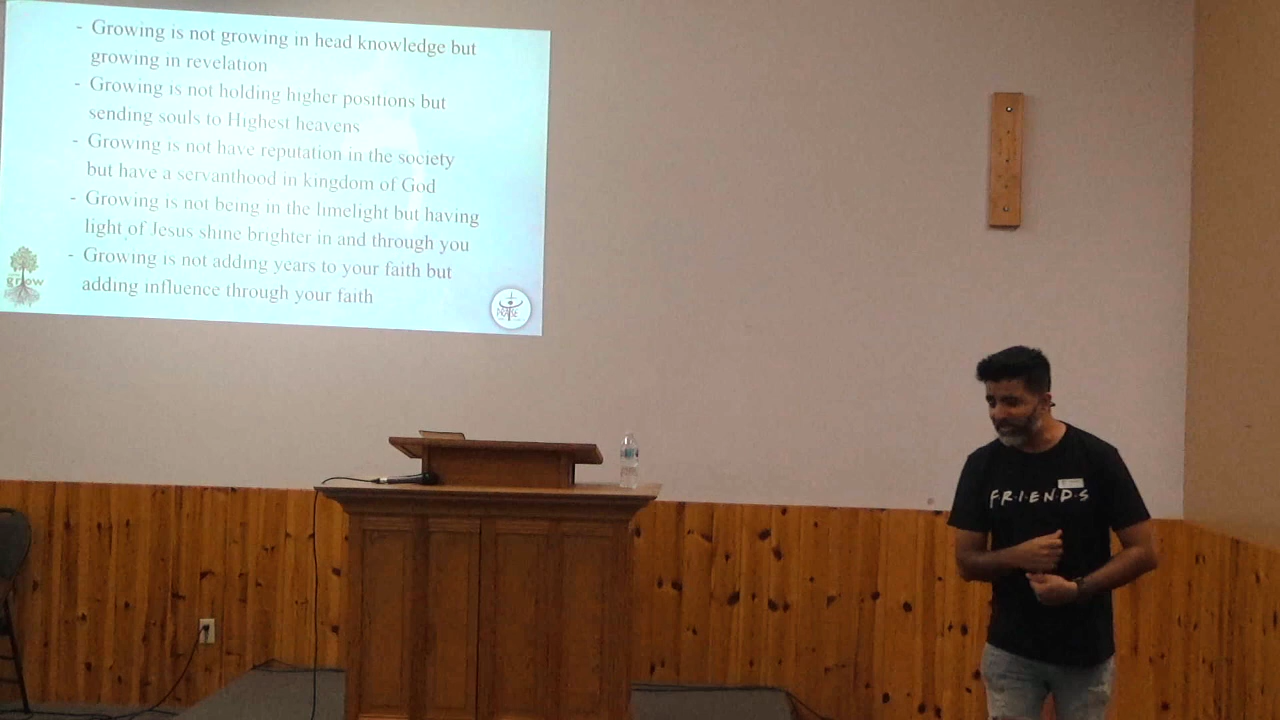 - Growing is not growing in head knowledge but
growing in revelation
- Growing is not holding higher positions but
sending souls to Highest heavens
- Growing is not have reputation in the society
but have a servanthood in kingdom of God
- Growing is not being in the limelight but having
light of Jesus shine brighter in and through you
- Growing is not adding years to your faith but
adding influence through your faith
grow
F·R·I·E·N·D·S